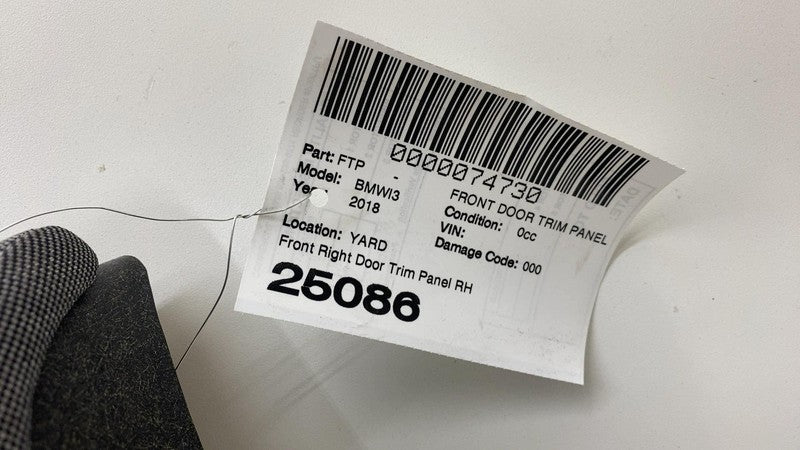 0000074730
Part: FTP - FRONT DOOR TRIM PANEL
Model: BMWI3 Condition: 0cc
Year: 2018 VIN:
Damage Code: 000
Location: YARD
Front Right Door Trim Panel RH
25086